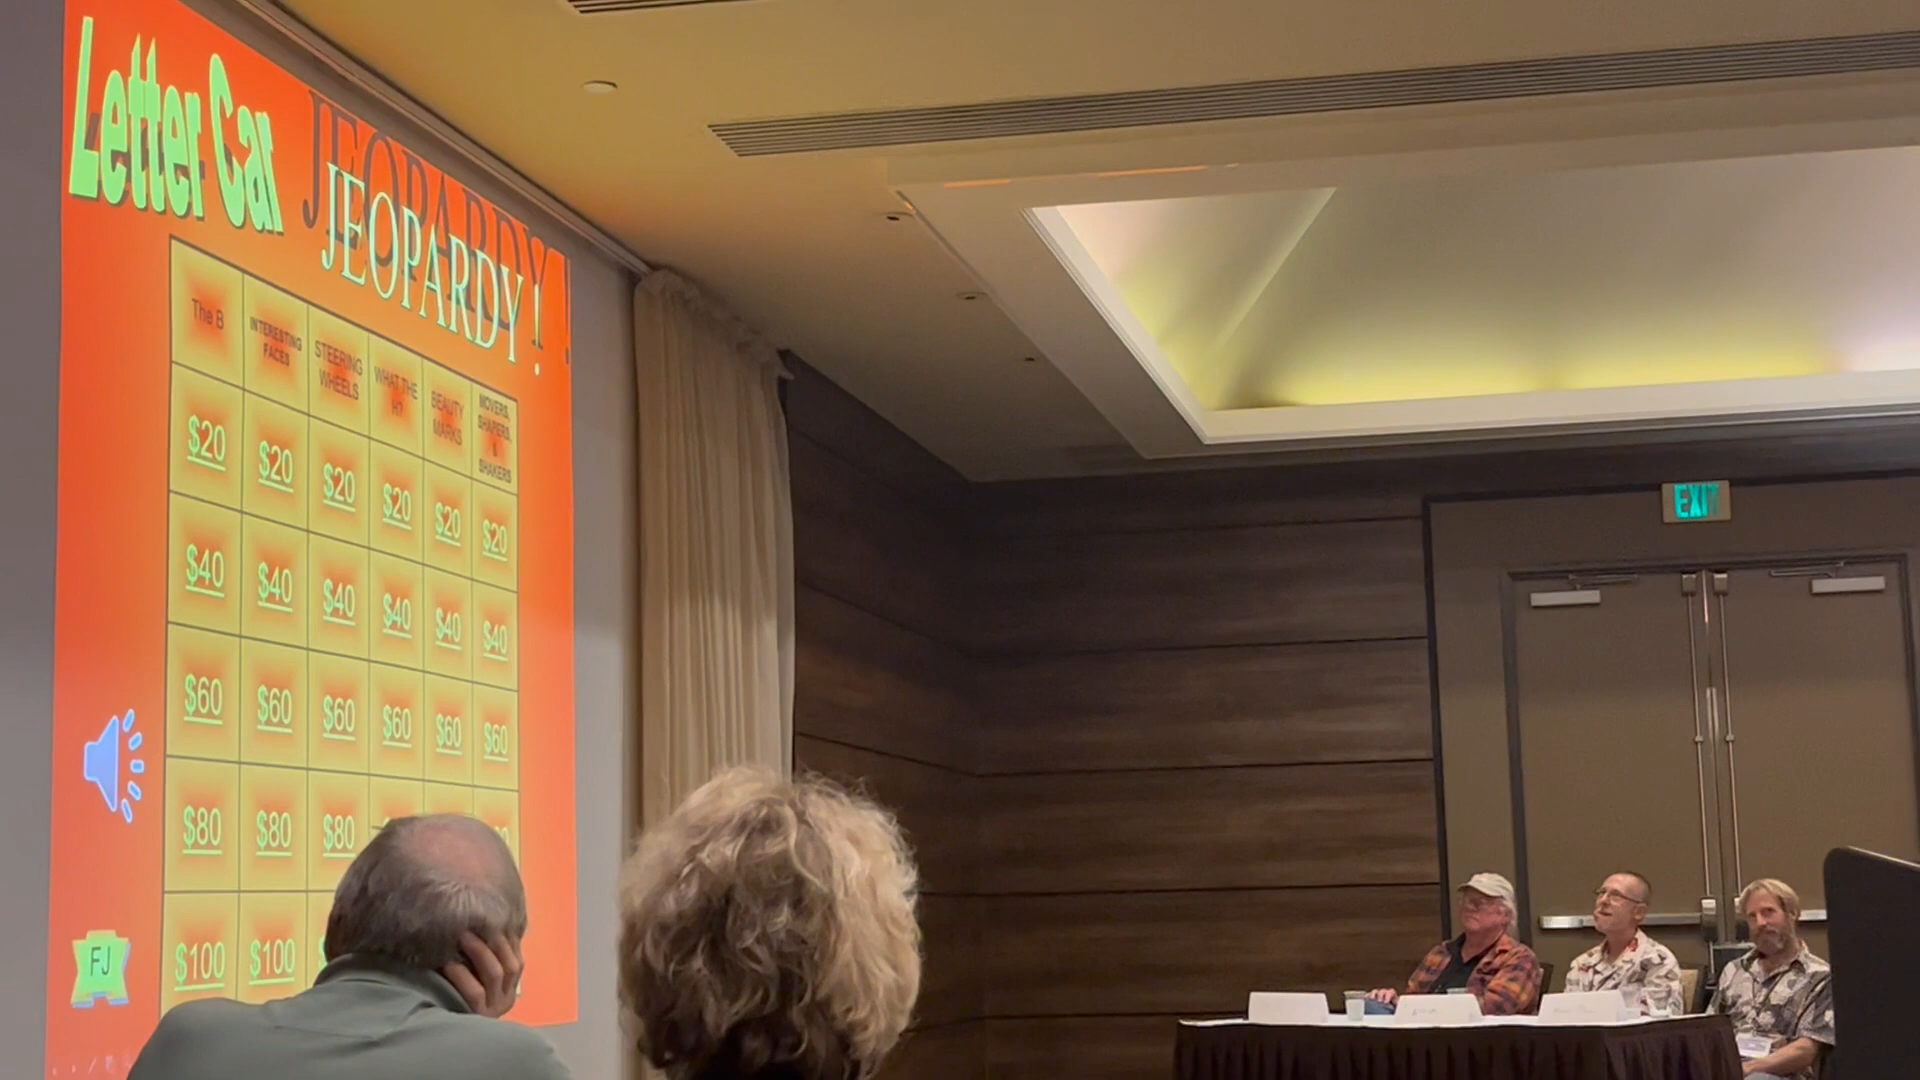 Letter Car
JEOPARDY!
The B
INTERESTING
FACES
STEERING
WHEELS
WHAT THE
H?
BEAUTY
MARKS
MOVERS,
SHAPERS,
&
SHAKERS
$20 $20 $20 $20 $20 $20
$40 $40 $40 $40 $40 $40
$60 $60 $60 $60 $60 $60
$80 $80 $80
$100 $100
FJ
EXIT